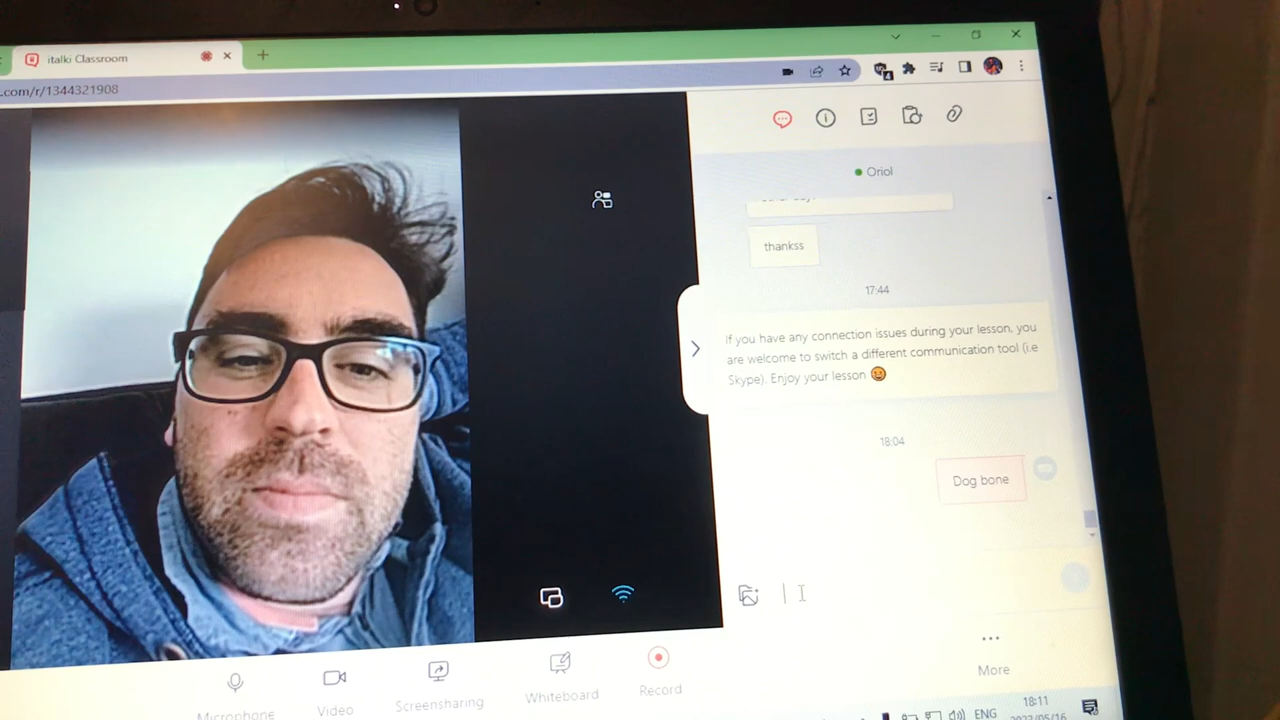 italki Classroom
.com/r/1344321908
4
Oriol
thankss
17:44
If you have any connection issues during your lesson, you
are welcome to switch a different communication tool (i.e
Skype). Enjoy your lesson 😀
18:04
Dog bone
Microphone
Video
Screensharing
Whiteboard
Record
More
ENG
18:11